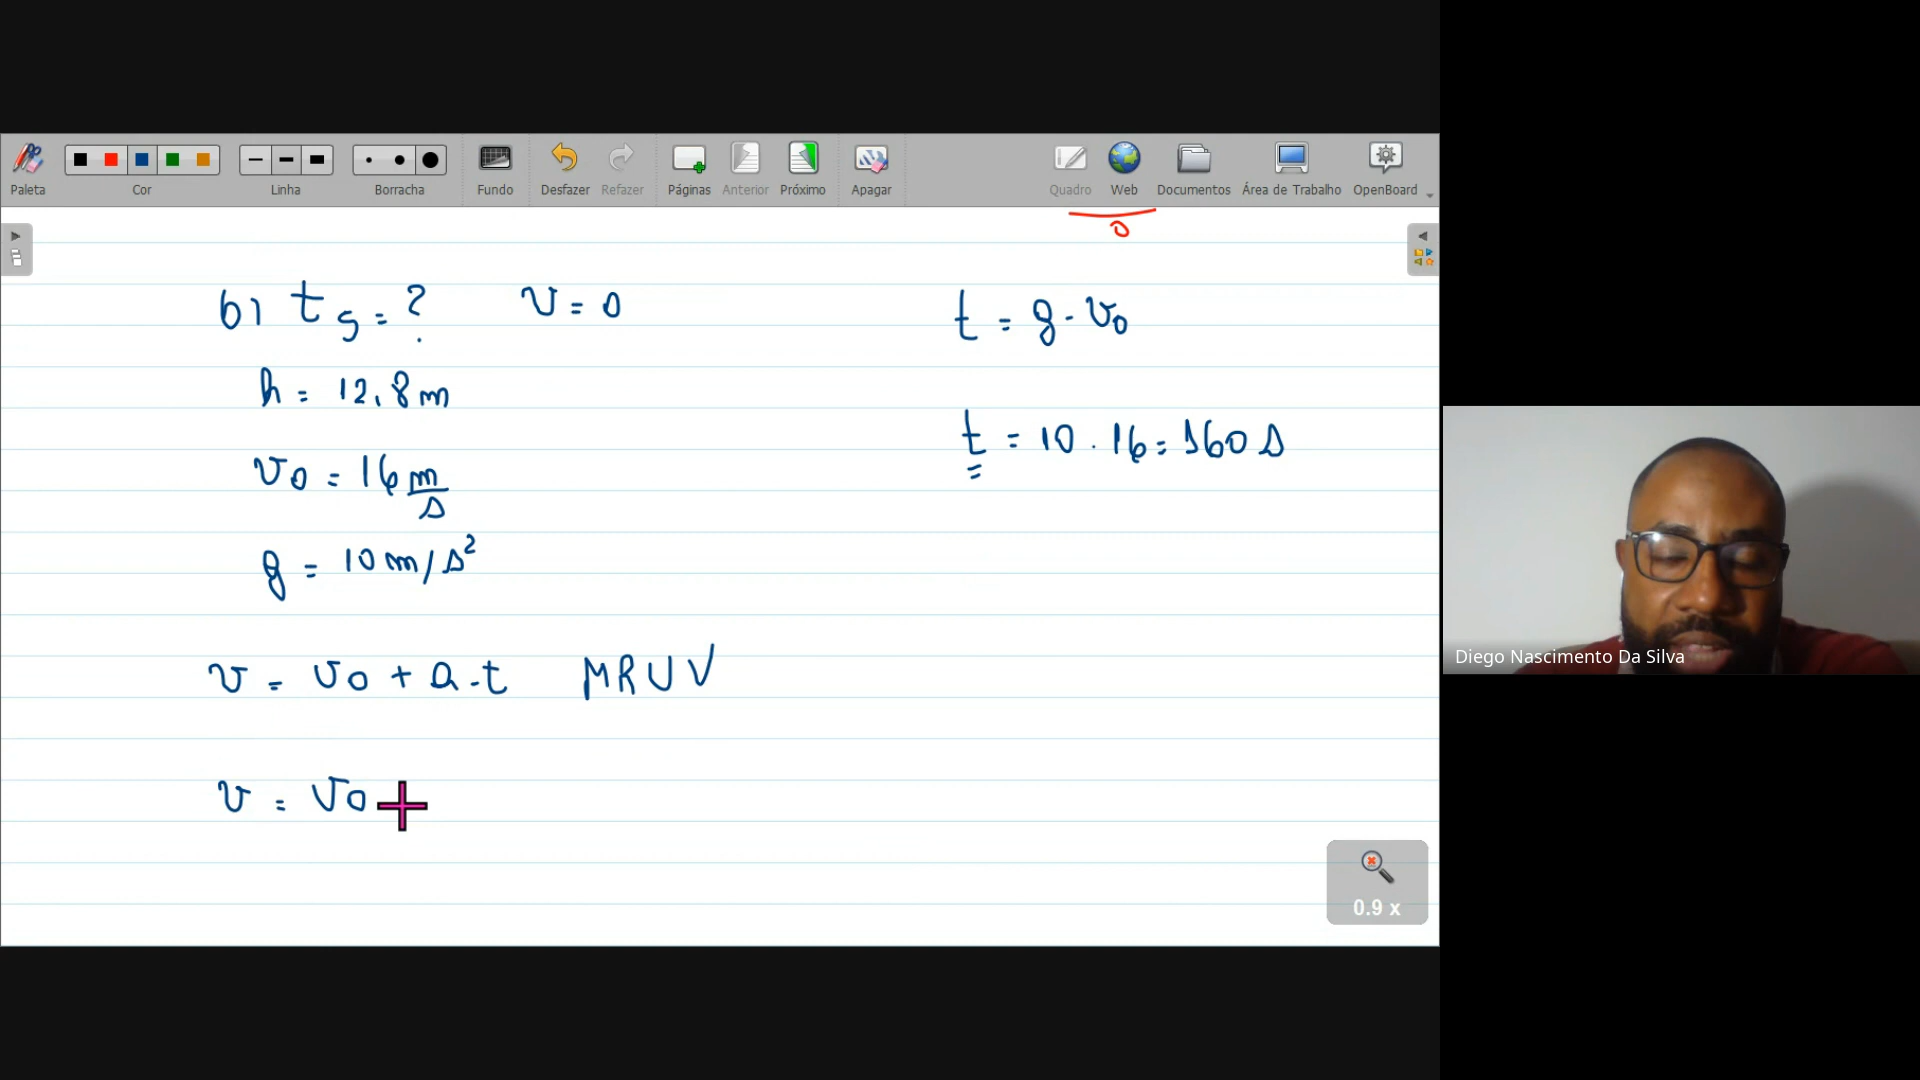 Paleta Cor Linha Borracha Fundo Desfazer Refazer Páginas Anterior Próximo Apagar Quadro Web Documentos Área de Trabalho OpenBoard
0
b) ts = ? v = 0
h = 12,8 m
v0 = 16 m/s
g = 10 m/s²
v = v0 + a.t MRUV
v = v0
t = g . v0
t = 10 . 16 = 160 s
Diego Nascimento Da Silva
0.9 x